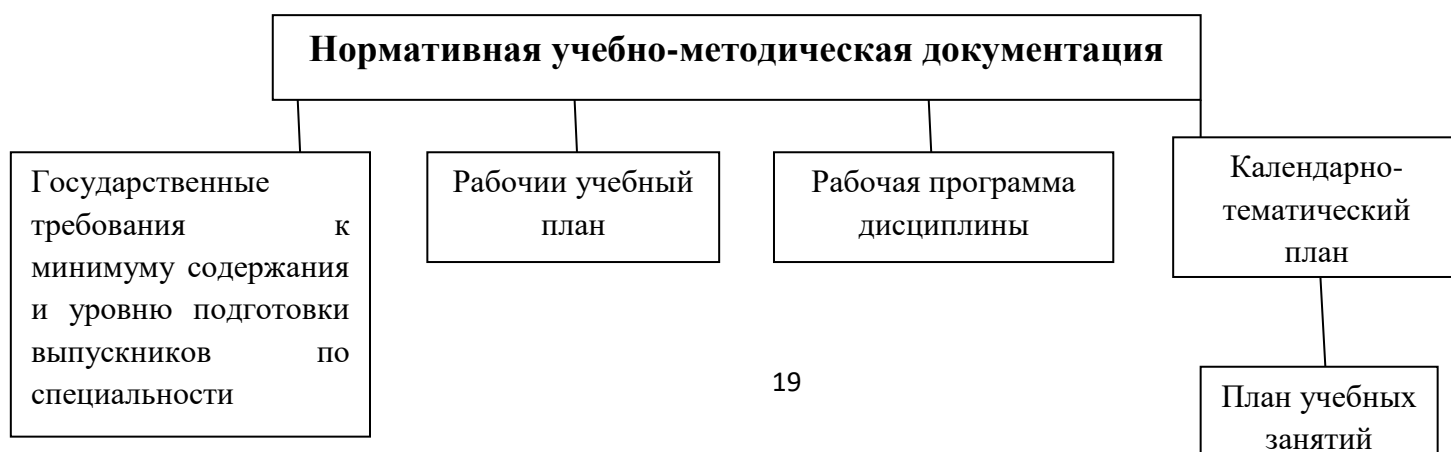 Нормативная учебно-методическая документация
Государственные
требования к
минимуму содержания
и уровню подготовки
выпускников по
специальности
Рабочии учебный
план
Рабочая программа
дисциплины
Календарно-
тематический
план
19
План учебных
занятий